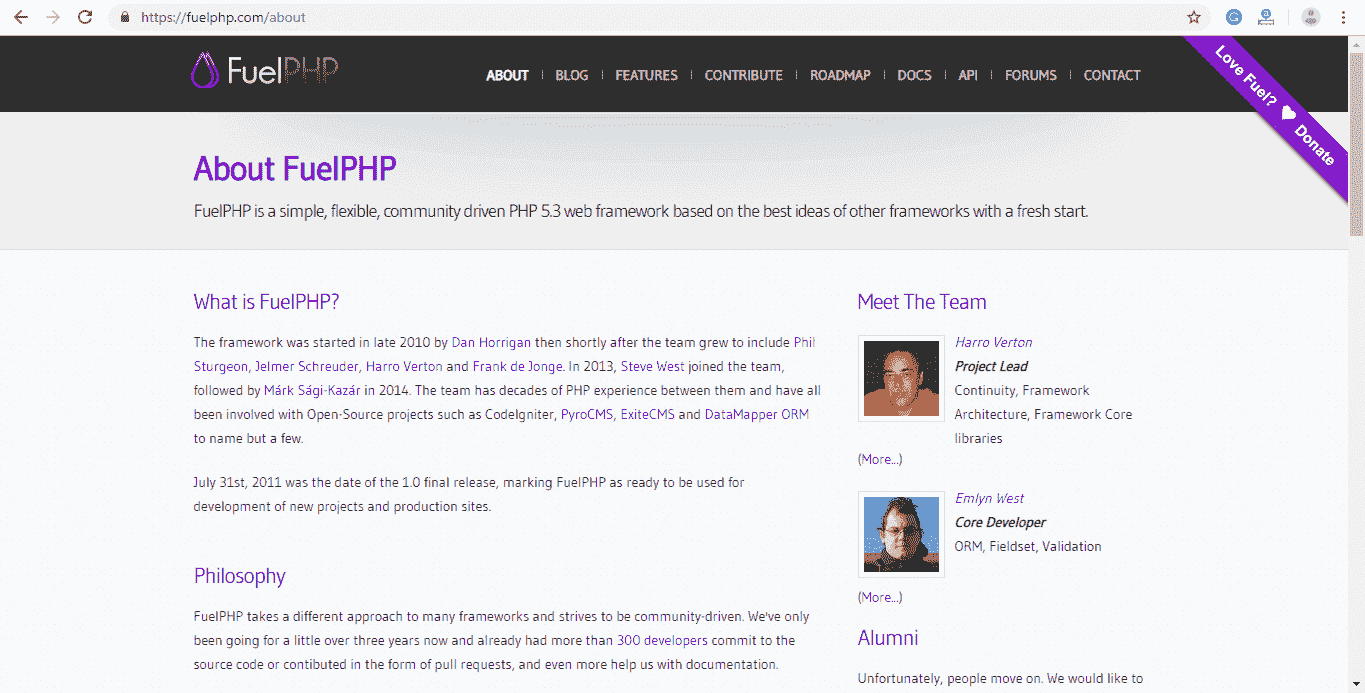 https://fuelphp.com/about
FuelPHP
ABOUT BLOG FEATURES CONTRIBUTE ROADMAP DOCS API FORUMS CONTACT
Love Fuel? Donate
About FuelPHP
FuelPHP is a simple, flexible, community driven PHP 5.3 web framework based on the best ideas of other frameworks with a fresh start.
What is FuelPHP?
The framework was started in late 2010 by Dan Horrigan then shortly after the team grew to include Phil
Sturgeon, Jelmer Schreuder, Harro Verton and Frank de Jonge. In 2013, Steve West joined the team,
followed by Márk Sági-Kazár in 2014. The team has decades of PHP experience between them and have all
been involved with Open-Source projects such as CodeIgniter, PyroCMS, ExiteCMS and DataMapper ORM
to name but a few.
July 31st, 2011 was the date of the 1.0 final release, marking FuelPHP as ready to be used for
development of new projects and production sites.
Philosophy
FuelPHP takes a different approach to many frameworks and strives to be community-driven. We've only
been going for a little over three years now and already had more than 300 developers commit to the
source code or contibuted in the form of pull requests, and even more help us with documentation.
Meet The Team
Harro Verton
Project Lead
Continuity, Framework
Architecture, Framework Core
libraries
(More...)
Emlyn West
Core Developer
ORM, Fieldset, Validation
(More...)
Alumni
Unfortunately, people move on. We would like to